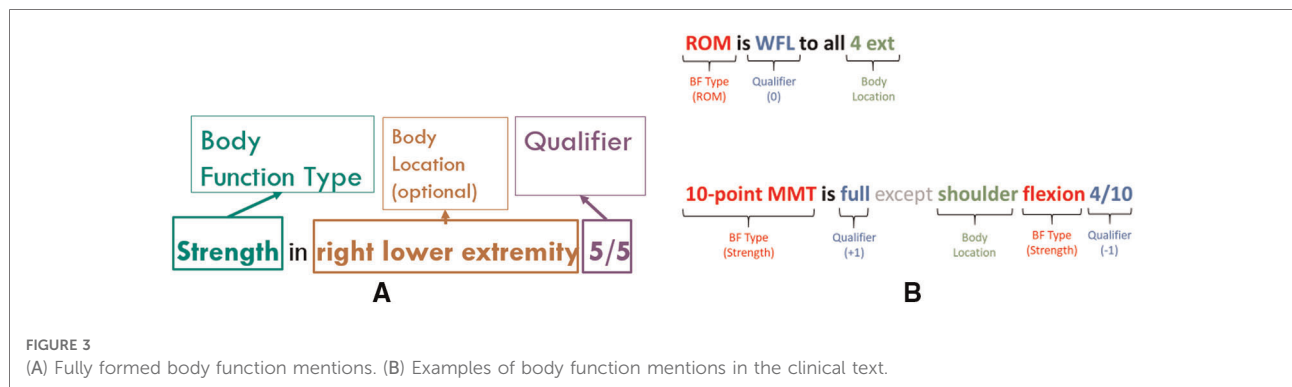 Body
Function Type
Body
Location
(optional)
Qualifier
Strength in right lower extremity 5/5
A
ROM is WFL to all 4 ext
BF Type
(ROM)
Qualifier
(0)
Body
Location
10-point MMT is full except shoulder flexion 4/10
BF Type
(Strength)
Qualifier
(+1)
Body
Location
BF Type
(Strength)
Qualifier
(-1)
B
FIGURE 3
(A) Fully formed body function mentions. (B) Examples of body function mentions in the clinical text.